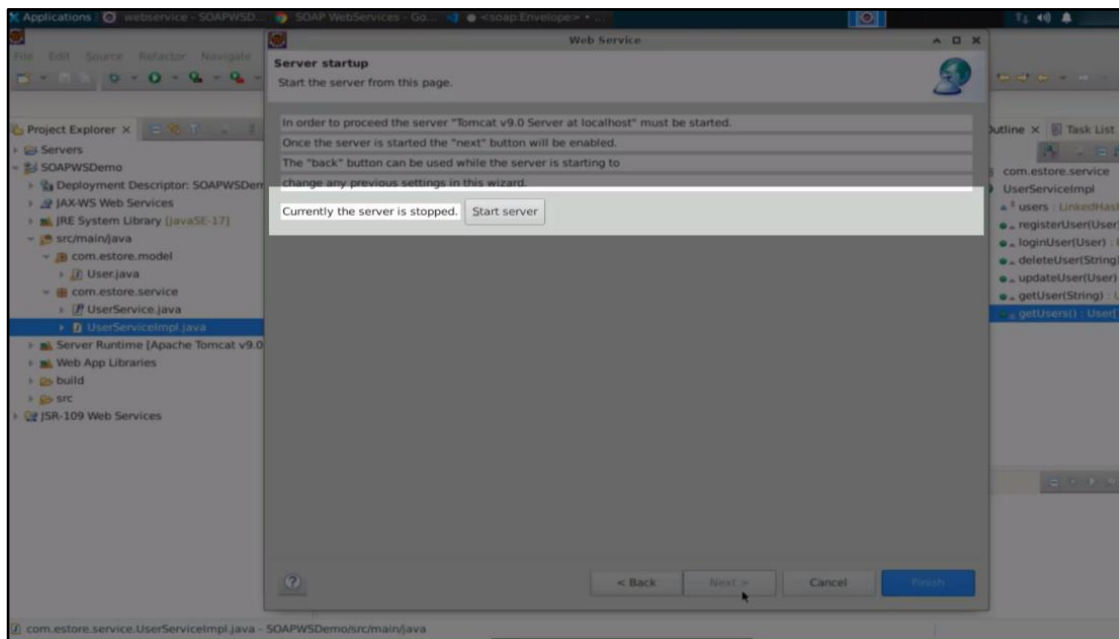 Applications
webservice - SOAPWSD...
SOAP WebServices - Go...
<soap:Envelope> • ...
Web Service
File Edit Source Refactor Navigate
Server startup
Start the server from this page.
In order to proceed the server "Tomcat v9.0 Server at localhost" must be started.
Once the server is started the "next" button will be enabled.
The "back" button can be used while the server is starting to
change any previous settings in this wizard.
Currently the server is stopped. Start server
Project Explorer
Servers
SOAPWSDemo
Deployment Descriptor: SOAPWSDem
JAX-WS Web Services
JRE System Library [JavaSE-17]
src/main/java
com.estore.model
User.java
com.estore.service
UserService.java
UserServiceImpl.java
Server Runtime [Apache Tomcat v9.0
Web App Libraries
build
src
JSR-109 Web Services
Outline Task List
com.estore.service
UserServiceImpl
users : LinkedHas
registerUser(User)
loginUser(User) :
deleteUser(String)
updateUser(User)
getUser(String) : U
getUsers() : User[
? < Back Next > Cancel Finish
com.estore.service.UserServiceImpl.java - SOAPWSDemo/src/main/java